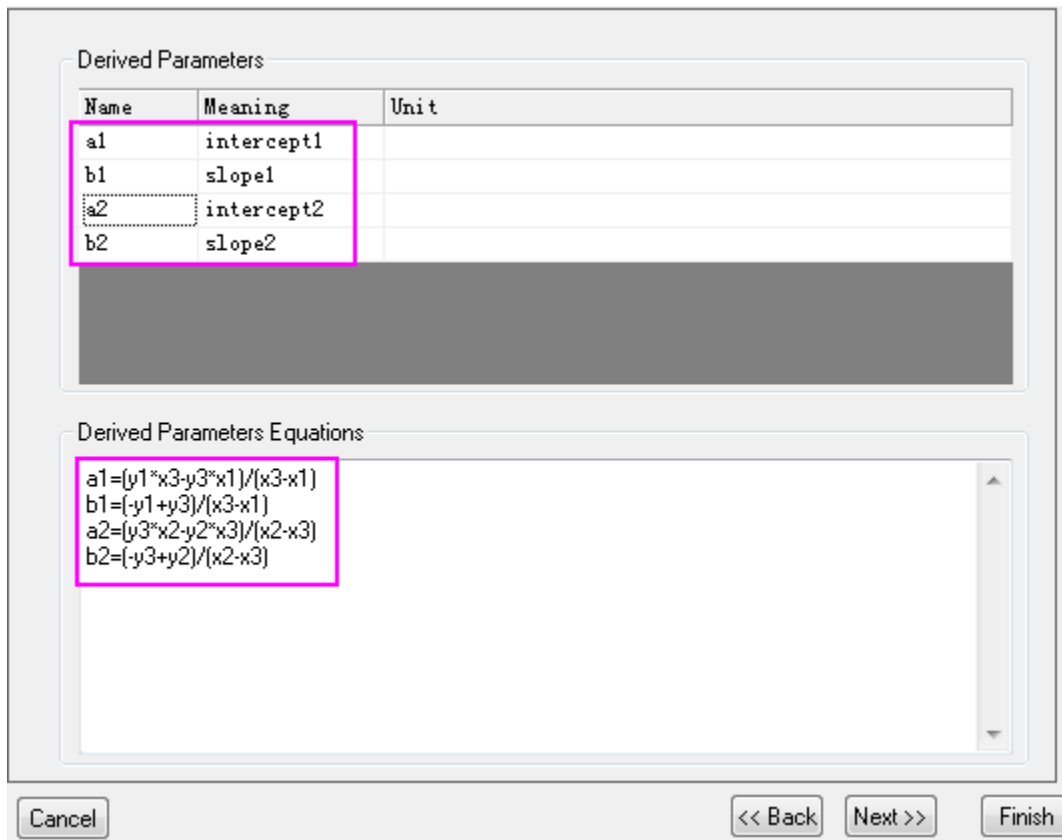 Derived Parameters
Name Meaning Unit
a1 intercept1
b1 slope1
a2 intercept2
b2 slope2
Derived Parameters Equations
a1=(y1*x3-y3*x1)/(x3-x1)
b1=(-y1+y3)/(x3-x1)
a2=(y3*x2-y2*x3)/(x2-x3)
b2=(-y3+y2)/(x2-x3)
Cancel << Back Next >> Finish